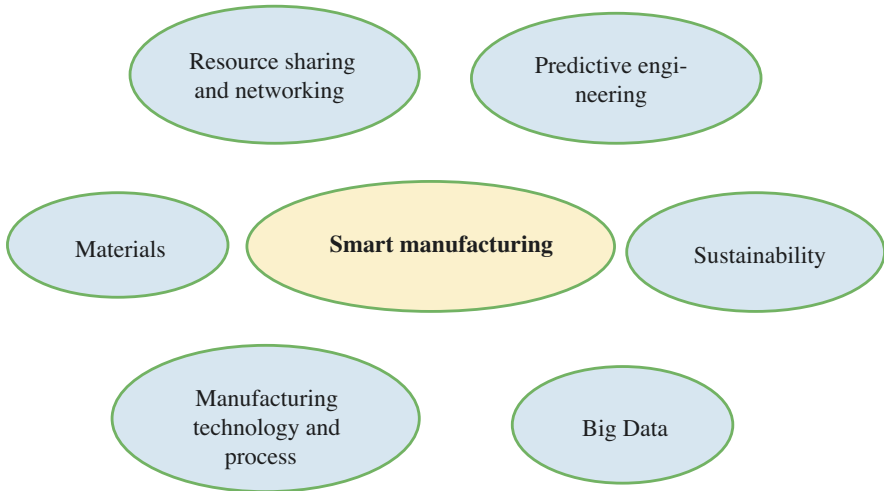 Resource sharing
and networking
Predictive engi-
neering
Materials
Smart manufacturing
Sustainability
Manufacturing
technology and
process
Big Data